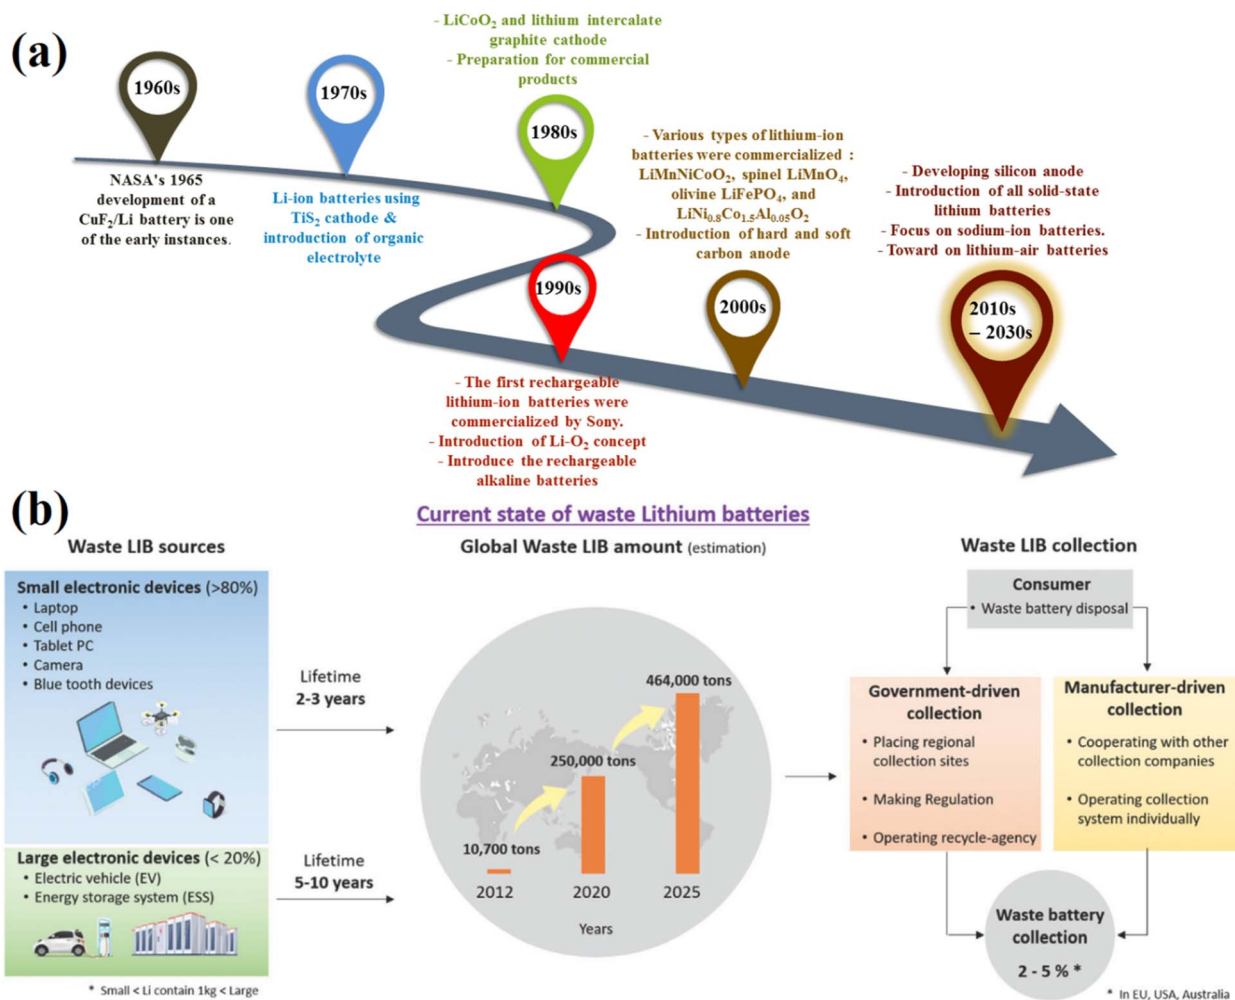 (a)
1960s
NASA's 1965
development of a
CuF₂/Li battery is one
of the early instances.
1970s
Li-ion batteries using
TiS₂ cathode &
introduction of organic
electrolyte
- LiCoO₂ and lithium intercalate
graphite cathode
- Preparation for commercial
products
1980s
1990s
- The first rechargeable
lithium-ion batteries were
commercialized by Sony.
- Introduction of Li-O₂ concept
- Introduce the rechargeable
alkaline batteries
- Various types of lithium-ion
batteries were commercialized :
LiMnNiCoO₂, spinel LiMnO₄,
olivine LiFePO₄, and
LiNi₀.₈Co₁.₅Al₀.₀₅O₂
- Introduction of hard and soft
carbon anode
2000s
- Developing silicon anode
- Introduction of all solid-state
lithium batteries
- Focus on sodium-ion batteries.
- Toward on lithium-air batteries
2010s
– 2030s
(b)
Current state of waste Lithium batteries
Waste LIB sources
Small electronic devices (>80%)
• Laptop
• Cell phone
• Tablet PC
• Camera
• Blue tooth devices
Large electronic devices (< 20%)
• Electric vehicle (EV)
• Energy storage system (ESS)
* Small < Li contain 1kg < Large
Lifetime
2-3 years
Lifetime
5-10 years
Global Waste LIB amount (estimation)
464,000 tons
250,000 tons
10,700 tons
2012 2020 2025
Years
Waste LIB collection
Consumer
• Waste battery disposal
Government-driven
collection
• Placing regional
collection sites
• Making Regulation
• Operating recycle-agency
Manufacturer-driven
collection
• Cooperating with other
collection companies
• Operating collection
system individually
Waste battery
collection
2 - 5 % *
* In EU, USA, Australia